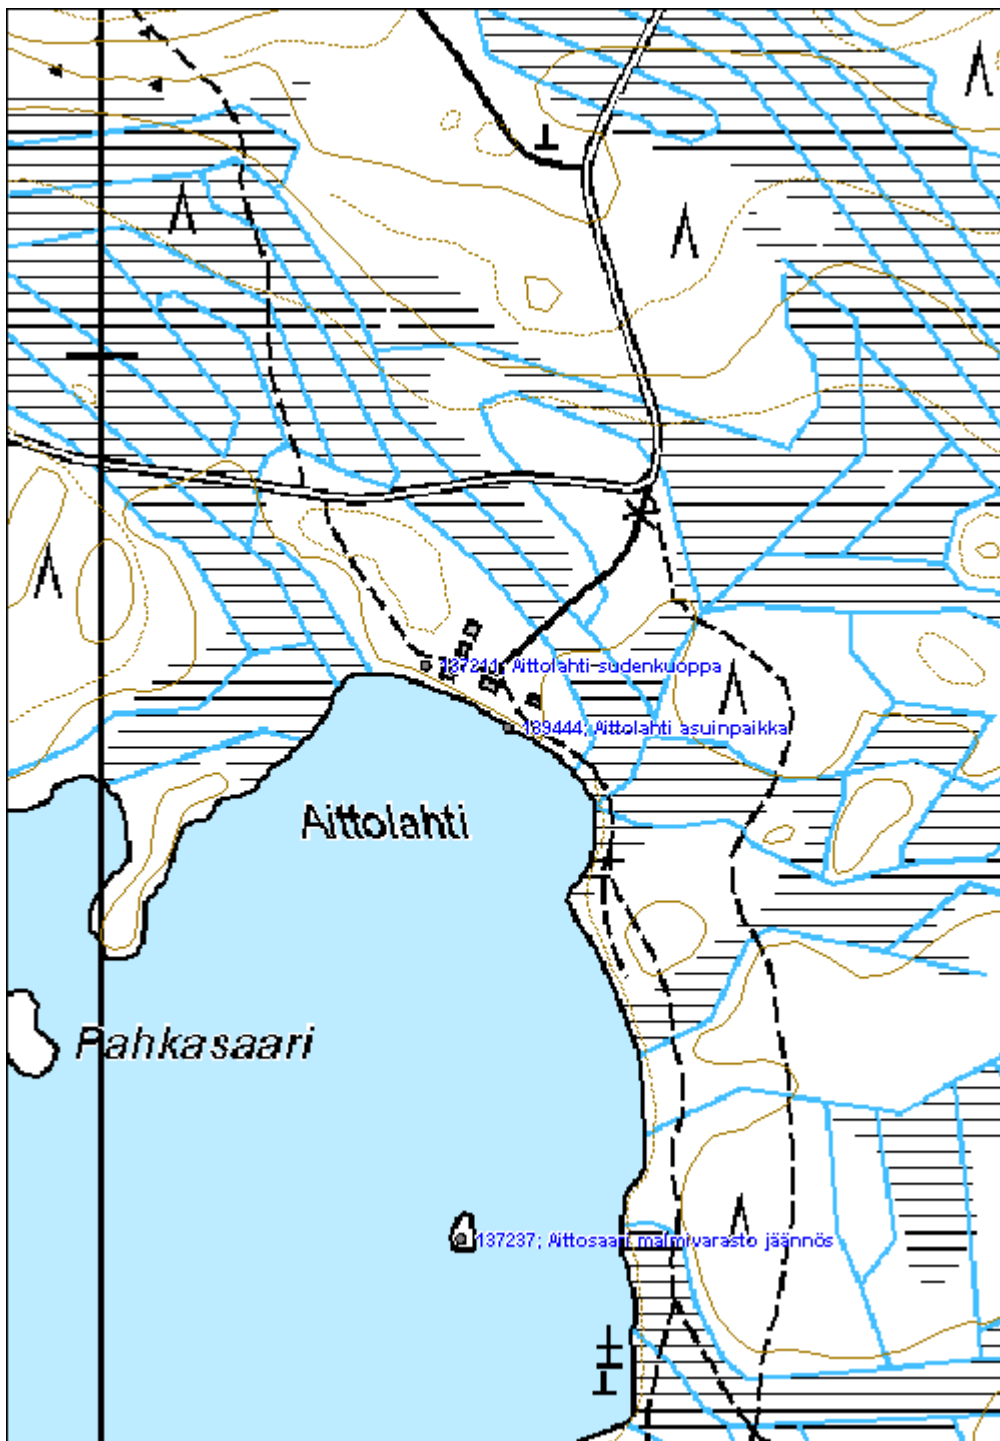 137211; Aittolahti sudenkuoppa
139444; Aittolahti asuinpaikka
Aittolahti
Pahkasaari
137237; Aittosaari malmivarasto jäännös